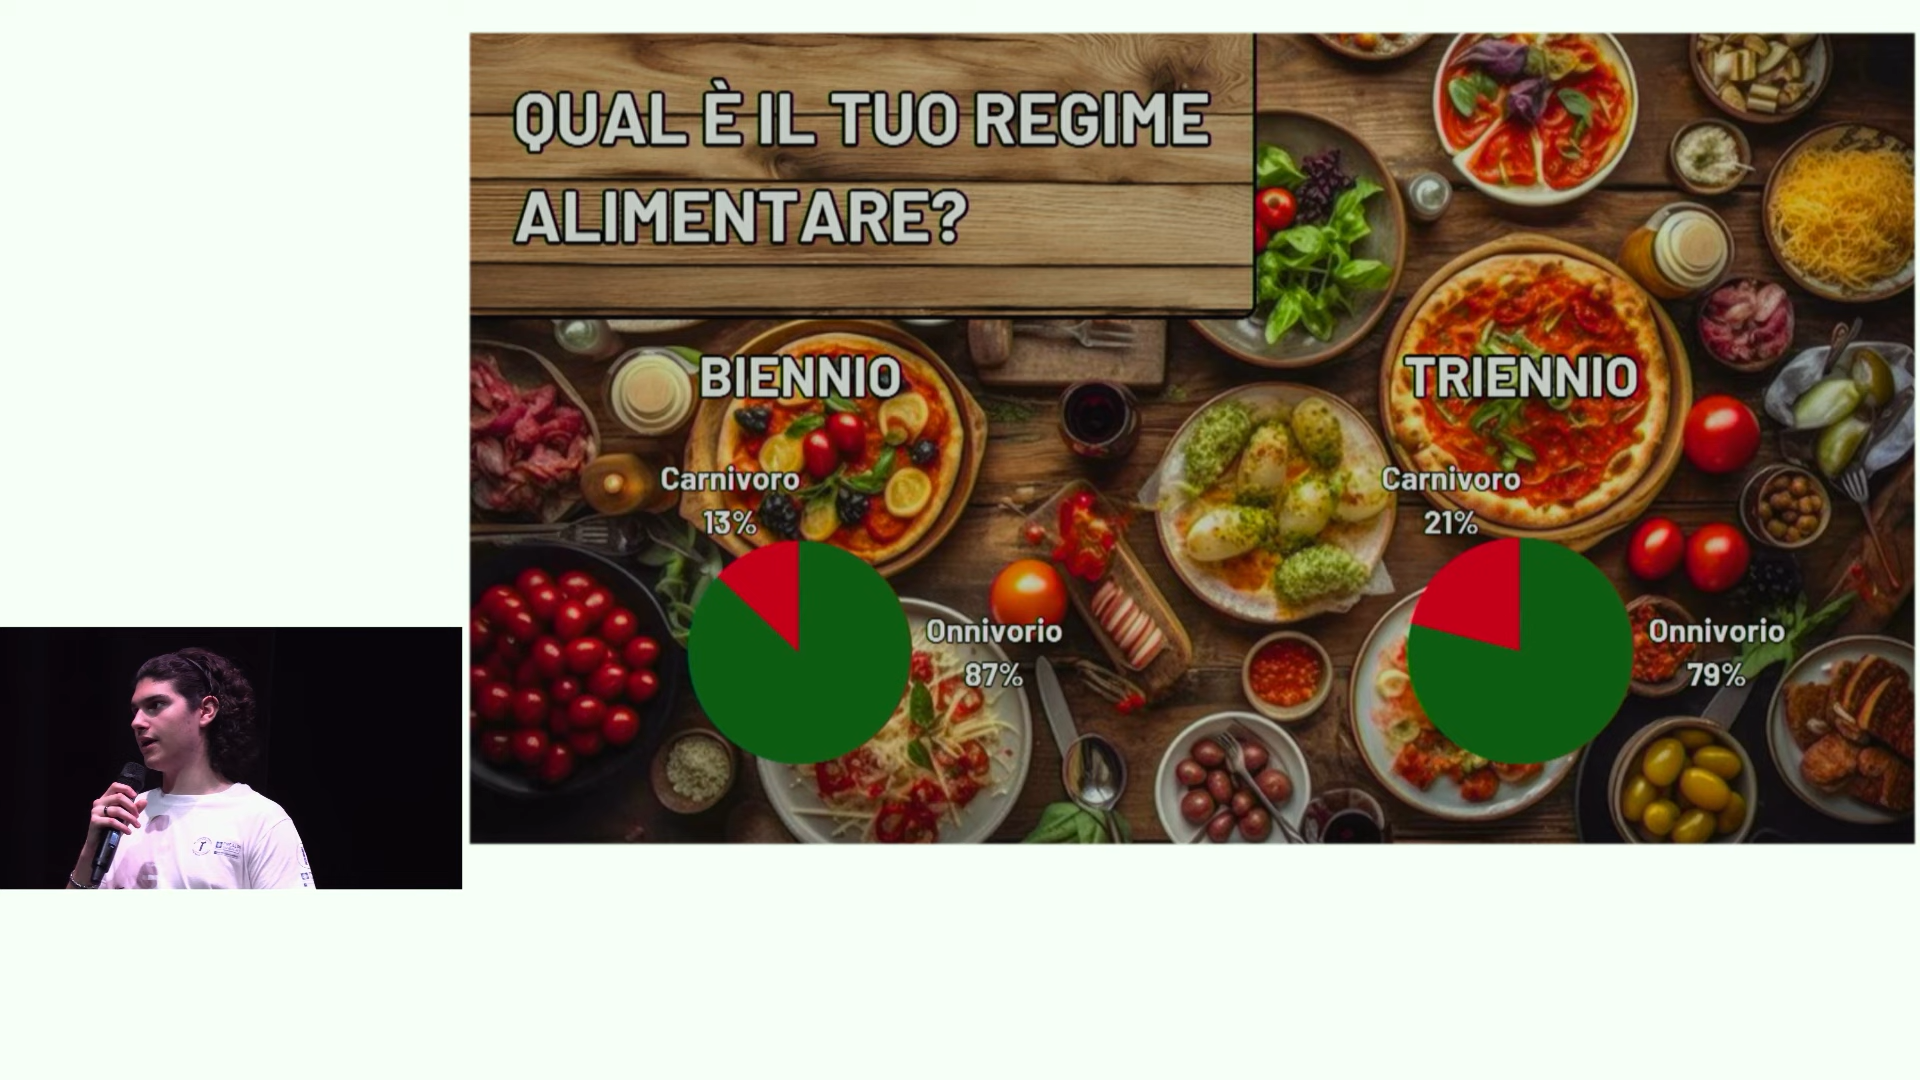 QUAL È IL TUO REGIME
ALIMENTARE?
BIENNIO
Carnivoro
13%
Onnivorio
87%
TRIENNIO
Carnivoro
21%
Onnivorio
79%